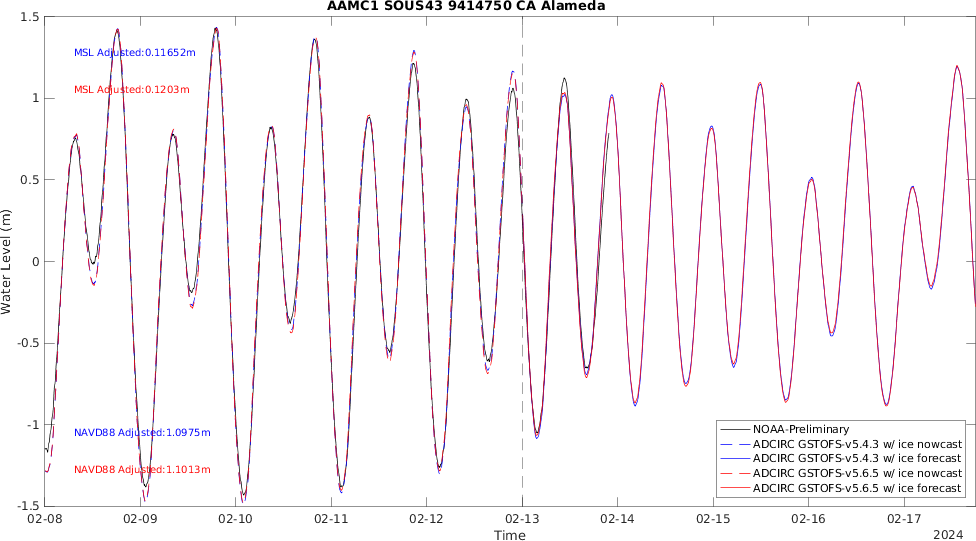 AAMC1 SOUS43 9414750 CA Alameda
1.5
MSL Adjusted:0.11652m
MSL Adjusted:0.1203m
1
0.5
0
-0.5
-1
-1.5
Water Level (m)
NAVD88 Adjusted:1.0975m
NAVD88 Adjusted:1.1013m
NOAA-Preliminary
ADCIRC GSTOFS-v5.4.3 w/ ice nowcast
ADCIRC GSTOFS-v5.4.3 w/ ice forecast
ADCIRC GSTOFS-v5.6.5 w/ ice nowcast
ADCIRC GSTOFS-v5.6.5 w/ ice forecast
02-08 02-09 02-10 02-11 02-12 02-13 02-14 02-15 02-16 02-17
Time
2024